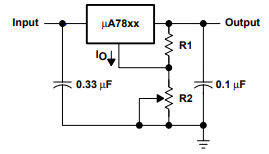 Input
µA78xx
Output
IO
R1
0.33 µF
R2
0.1 µF